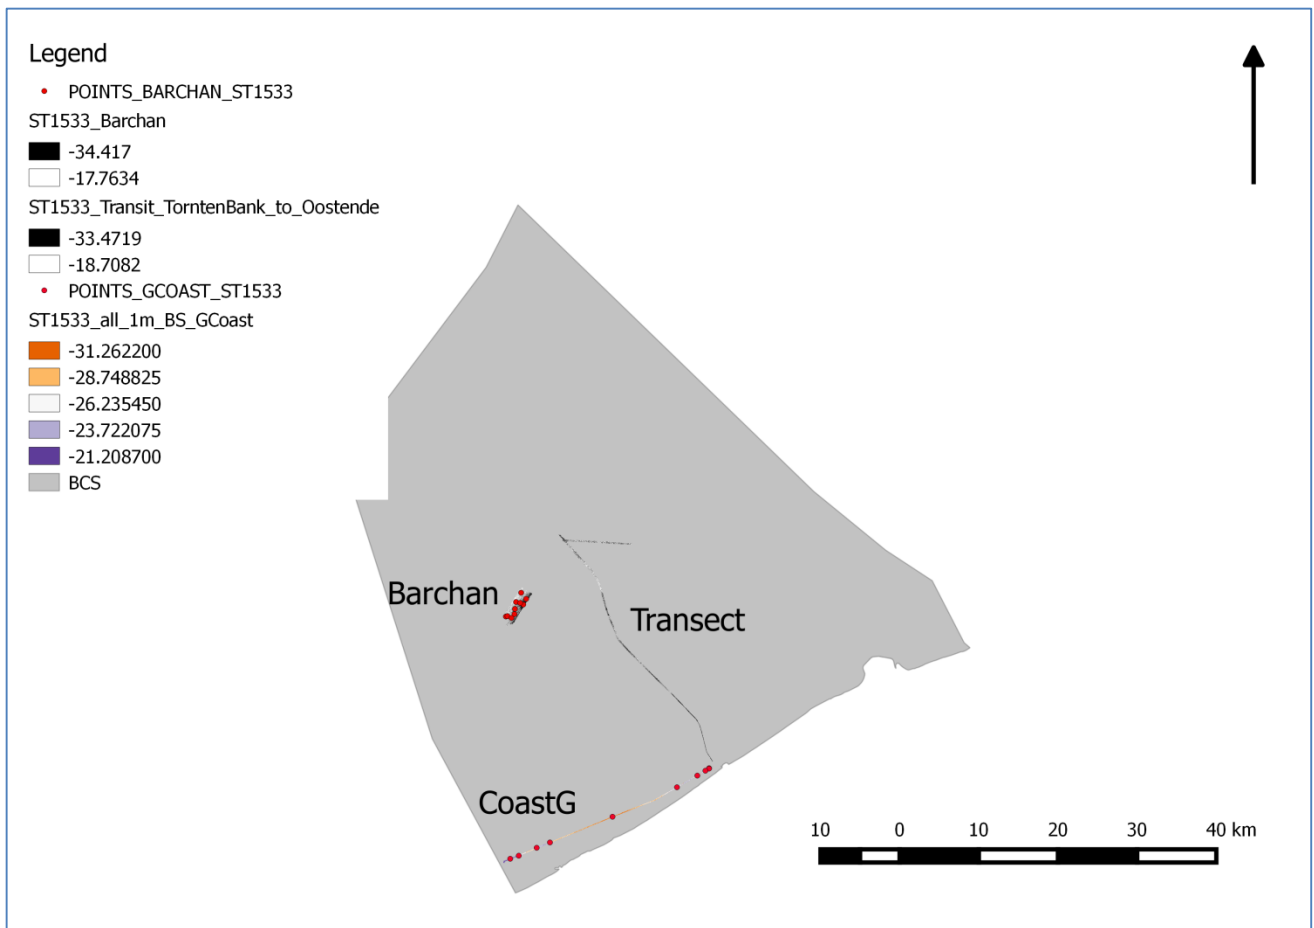 Legend
POINTS_BARCHAN_ST1533
ST1533_Barchan
-34.417
-17.7634
ST1533_Transit_TorntenBank_to_Oostende
-33.4719
-18.7082
POINTS_GCOAST_ST1533
ST1533_all_1m_BS_GCoast
-31.262200
-28.748825
-26.235450
-23.722075
-21.208700
BCS
Barchan
Transect
CoastG
10 0 10 20 30 40 km